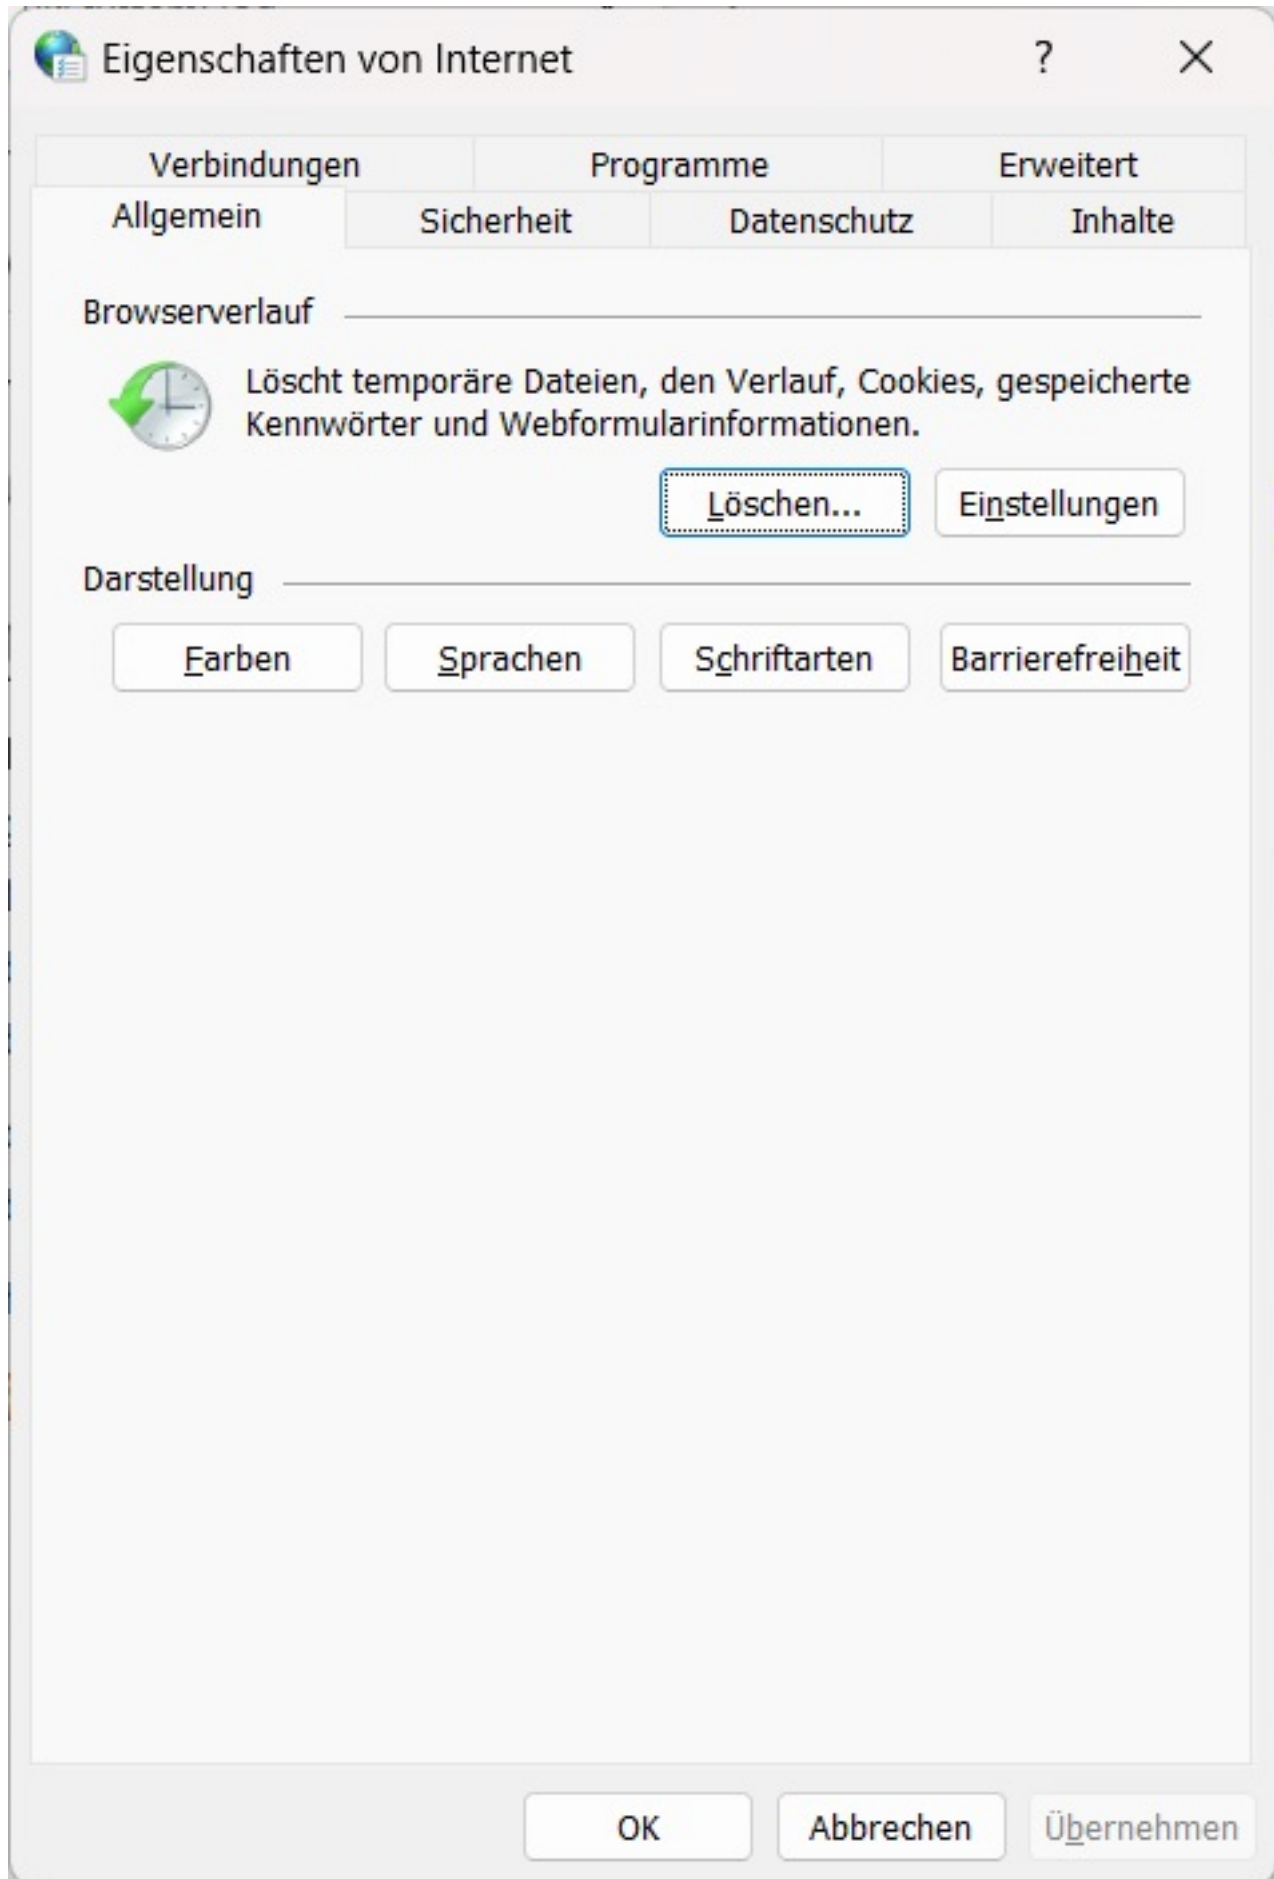 Eigenschaften von Internet ?
Verbindungen Programme Erweitert
Allgemein Sicherheit Datenschutz Inhalte
Browserverlauf
Löscht temporäre Dateien, den Verlauf, Cookies, gespeicherte
Kennwörter und Webformularinformationen.
Löschen... Einstellungen
Darstellung
Farben Sprachen Schriftarten Barrierefreiheit
OK Abbrechen Übernehmen